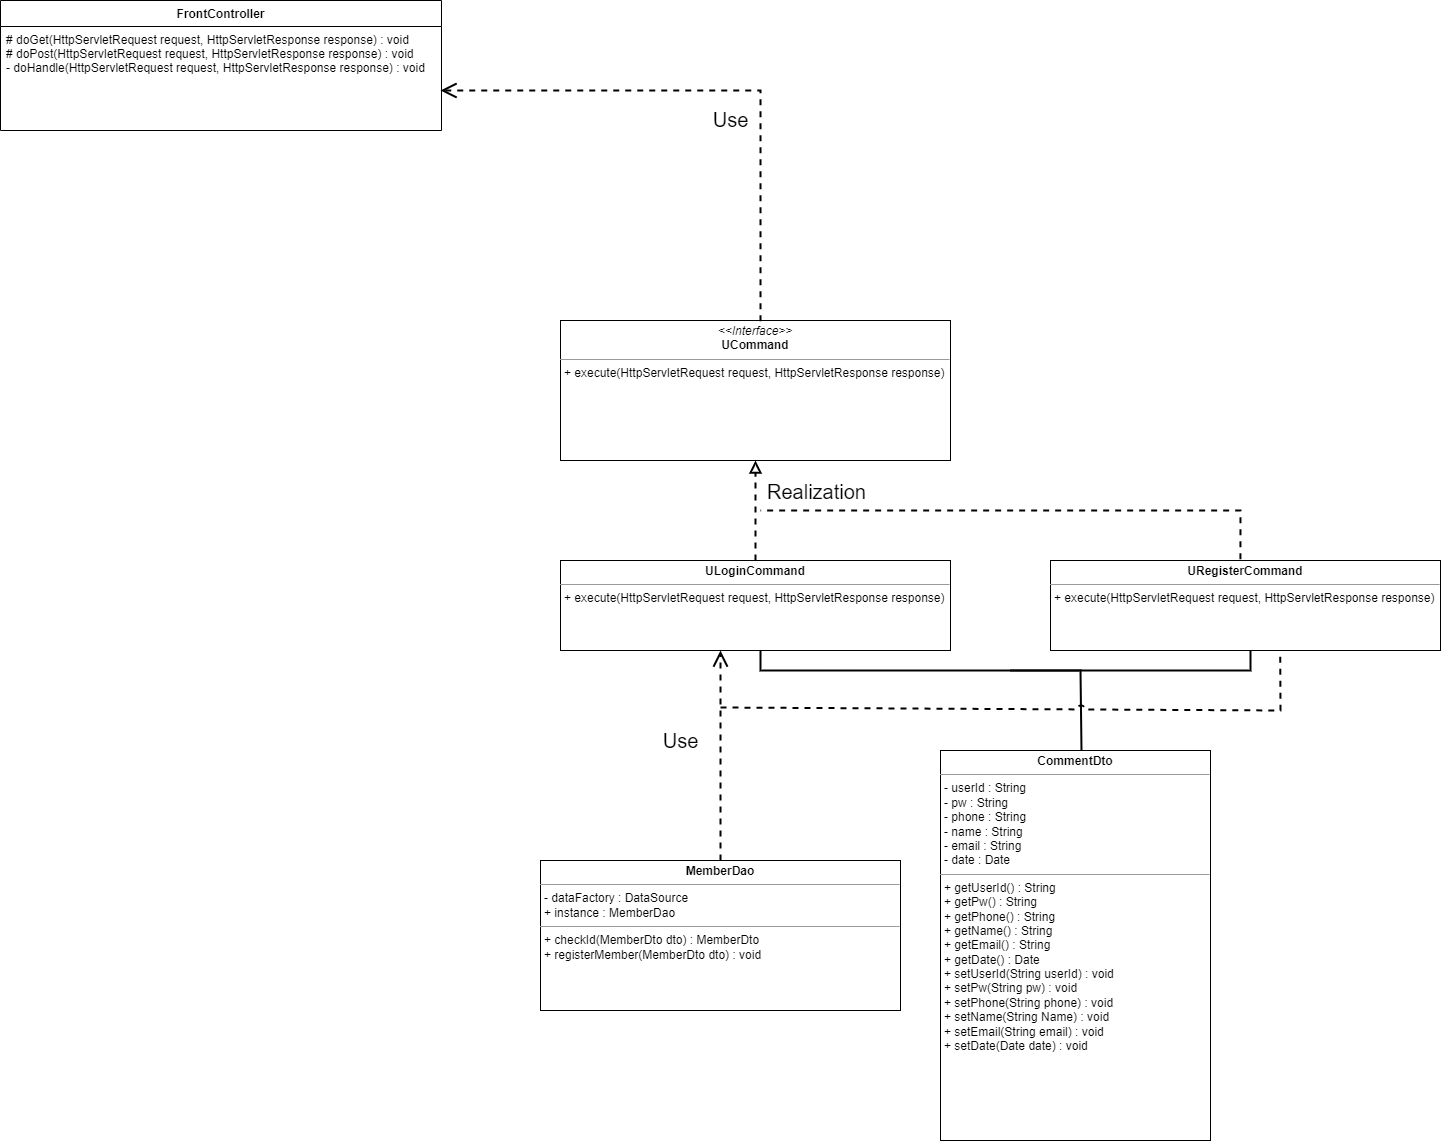 FrontController
# doGet(HttpServletRequest request, HttpServletResponse response) : void
# doPost(HttpServletRequest request, HttpServletResponse response) : void
- doHandle(HttpServletRequest request, HttpServletResponse response) : void
Use
<<Interface>>
UCommand
+ execute(HttpServletRequest request, HttpServletResponse response)
Realization
ULoginCommand
+ execute(HttpServletRequest request, HttpServletResponse response)
URegisterCommand
+ execute(HttpServletRequest request, HttpServletResponse response)
Use
MemberDao
- dataFactory : DataSource
+ instance : MemberDao
+ checkId(MemberDto dto) : MemberDto
+ registerMember(MemberDto dto) : void
CommentDto
- userId : String
- pw : String
- phone : String
- name : String
- email : String
- date : Date
+ getUserId() : String
+ getPw() : String
+ getPhone() : String
+ getName() : String
+ getEmail() : String
+ getDate() : Date
+ setUserId(String userId) : void
+ setPw(String pw) : void
+ setPhone(String phone) : void
+ setName(String Name) : void
+ setEmail(String email) : void
+ setDate(Date date) : void